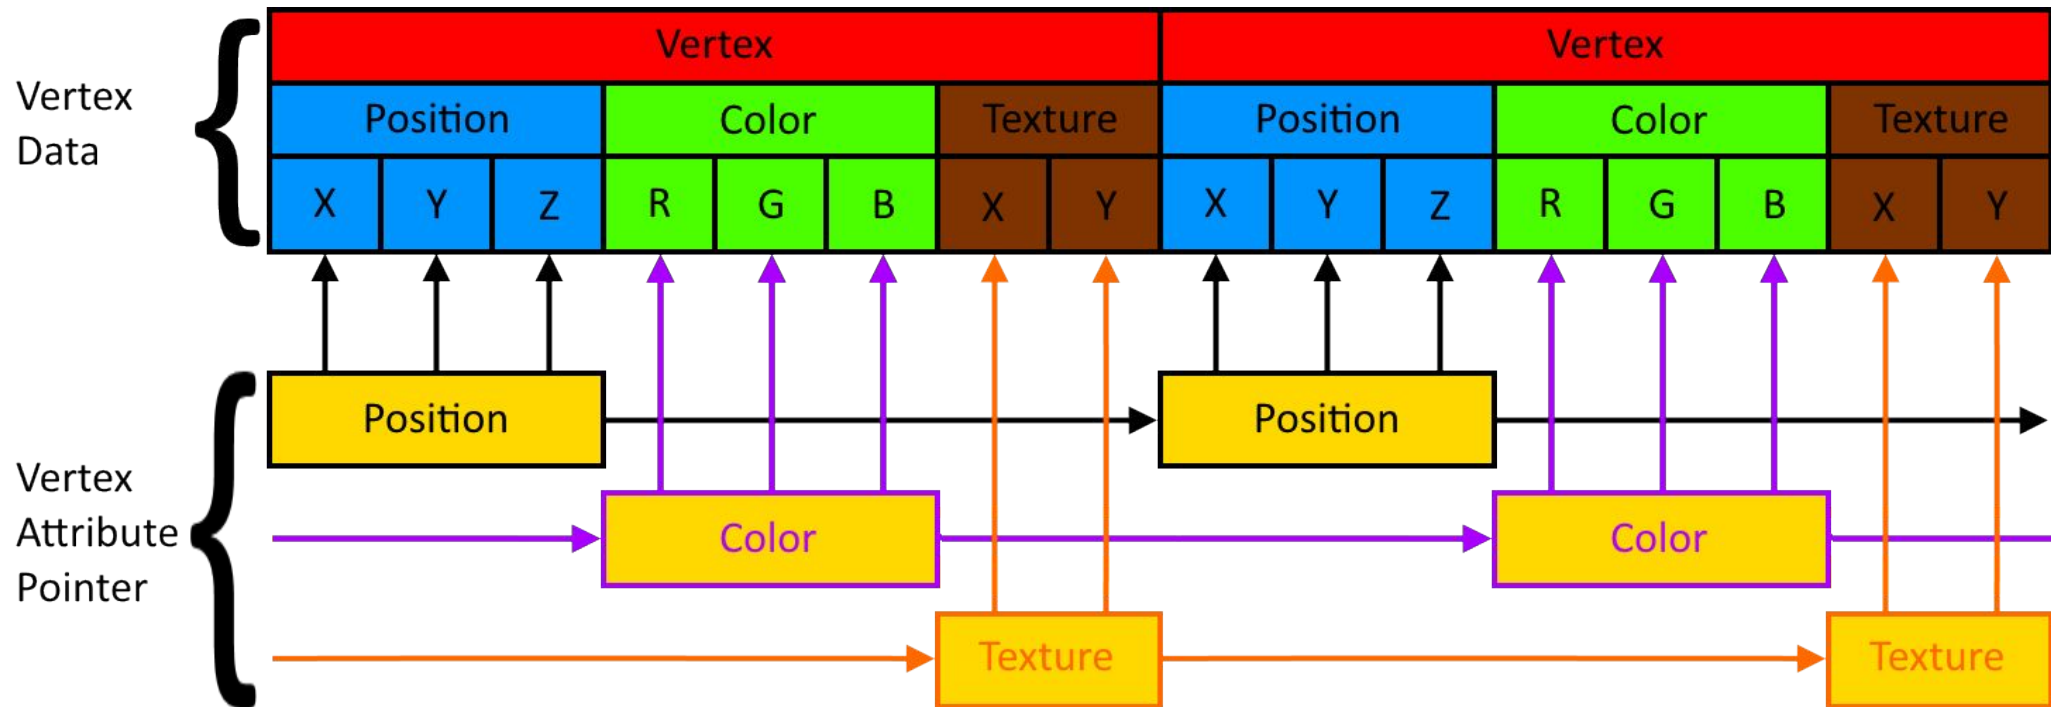 Vertex Vertex
Vertex
Data
Position Color Texture Position Color Texture
X Y Z R G B X Y X Y Z R G B X Y
Position Position
Vertex
Attribute
Pointer
Color Color
Texture Texture